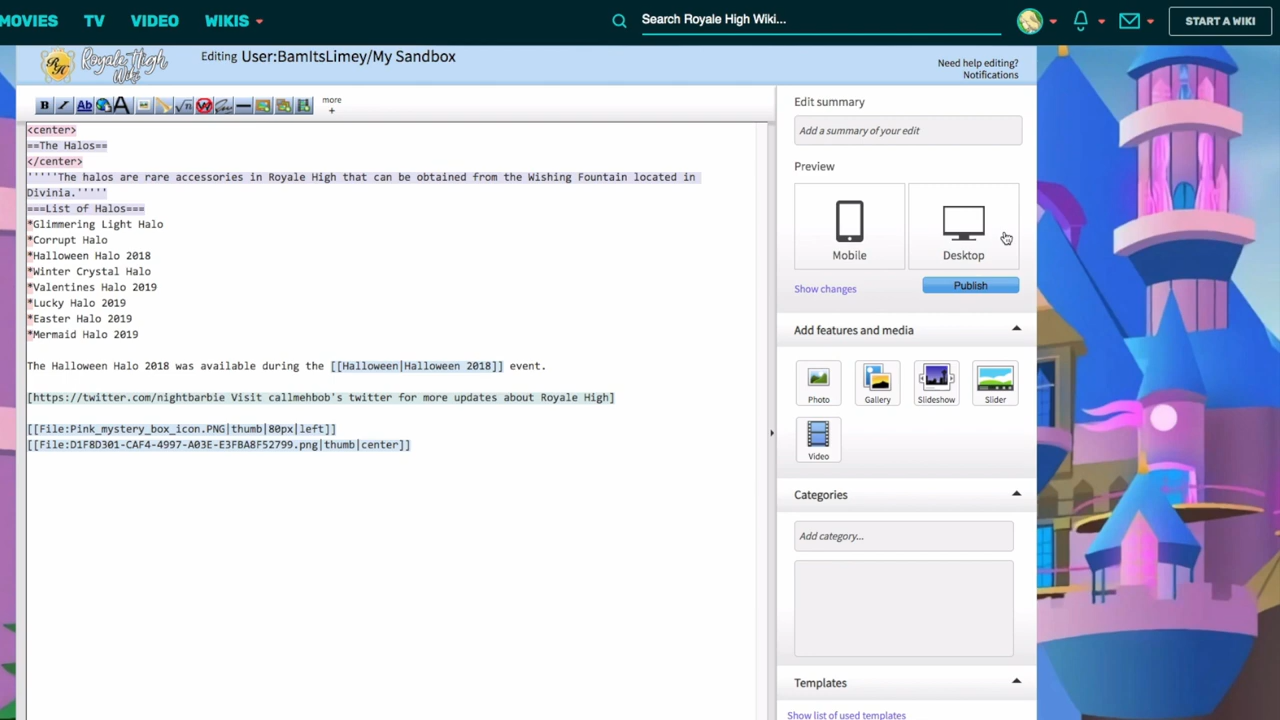 MOVIES TV VIDEO WIKIS
Search Royale High Wiki...
START A WIKI
RH
Royale High
Wiki
Editing User:BamItsLimey/My Sandbox
Need help editing?
Notifications
B I Ab A √n W
more
+
<center>
==The Halos==
</center>
'''''The halos are rare accessories in Royale High that can be obtained from the Wishing Fountain located in
Divinia.'''''
===List of Halos===
*Glimmering Light Halo
*Corrupt Halo
*Halloween Halo 2018
*Winter Crystal Halo
*Valentines Halo 2019
*Lucky Halo 2019
*Easter Halo 2019
*Mermaid Halo 2019
The Halloween Halo 2018 was available during the [[Halloween|Halloween 2018]] event.
[https://twitter.com/nightbarbie Visit callmehbob's twitter for more updates about Royale High]
[[File:Pink_mystery_box_icon.PNG|thumb|80px|left]]
[[File:D1F8D301-CAF4-4997-A03E-E3FBA8F52799.png|thumb|center]]
Edit summary
Add a summary of your edit
Preview
Mobile
Desktop
Show changes
Publish
Add features and media
Photo
Gallery
Slideshow
Slider
Video
Categories
Add category...
Templates
Show list of used templates